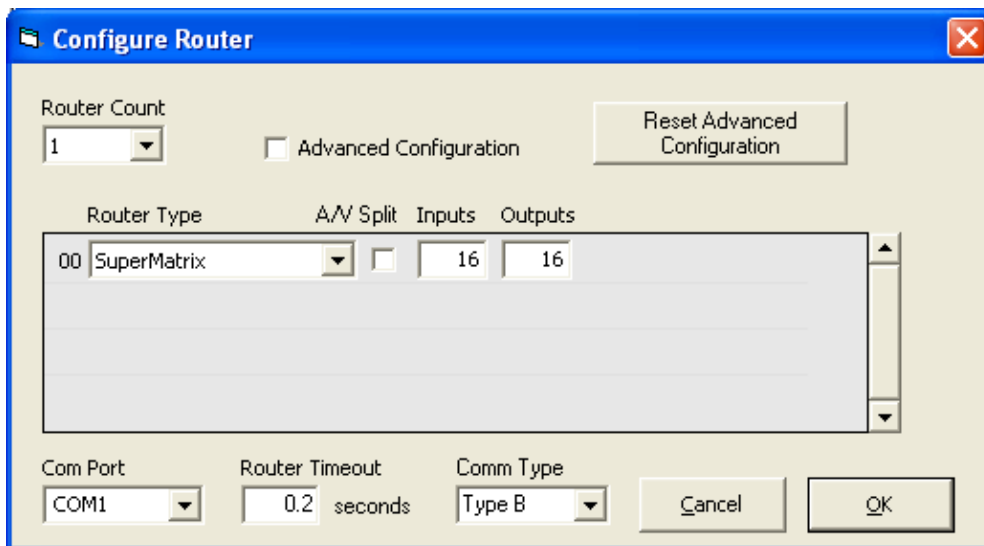 Configure Router
Router Count
1
Advanced Configuration
Reset Advanced
Configuration
Router Type A/V Split Inputs Outputs
00 SuperMatrix 16 16
Com Port Router Timeout Comm Type
COM1 0.2 seconds Type B Cancel OK